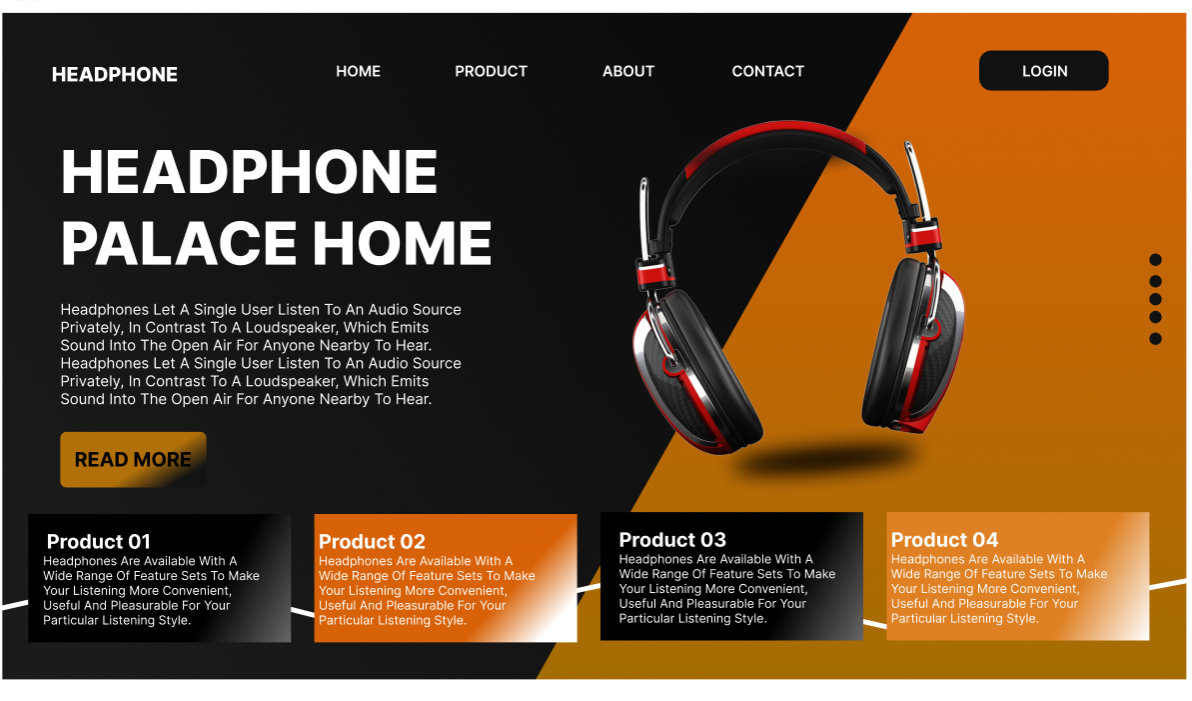 HEADPHONE
HOME
PRODUCT
ABOUT
CONTACT
LOGIN
HEADPHONE
PALACE HOME
Headphones Let A Single User Listen To An Audio Source
Privately, In Contrast To A Loudspeaker, Which Emits
Sound Into The Open Air For Anyone Nearby To Hear.
Headphones Let A Single User Listen To An Audio Source
Privately, In Contrast To A Loudspeaker, Which Emits
Sound Into The Open Air For Anyone Nearby To Hear.
READ MORE
Product 01
Headphones Are Available With A
Wide Range Of Feature Sets To Make
Your Listening More Convenient,
Useful And Pleasurable For Your
Particular Listening Style.
Product 02
Headphones Are Available With A
Wide Range Of Feature Sets To Make
Your Listening More Convenient,
Useful And Pleasurable For Your
Particular Listening Style.
Product 03
Headphones Are Available With A
Wide Range Of Feature Sets To Make
Your Listening More Convenient,
Useful And Pleasurable For Your
Particular Listening Style.
Product 04
Headphones Are Available With A
Wide Range Of Feature Sets To Make
Your Listening More Convenient,
Useful And Pleasurable For Your
Particular Listening Style.